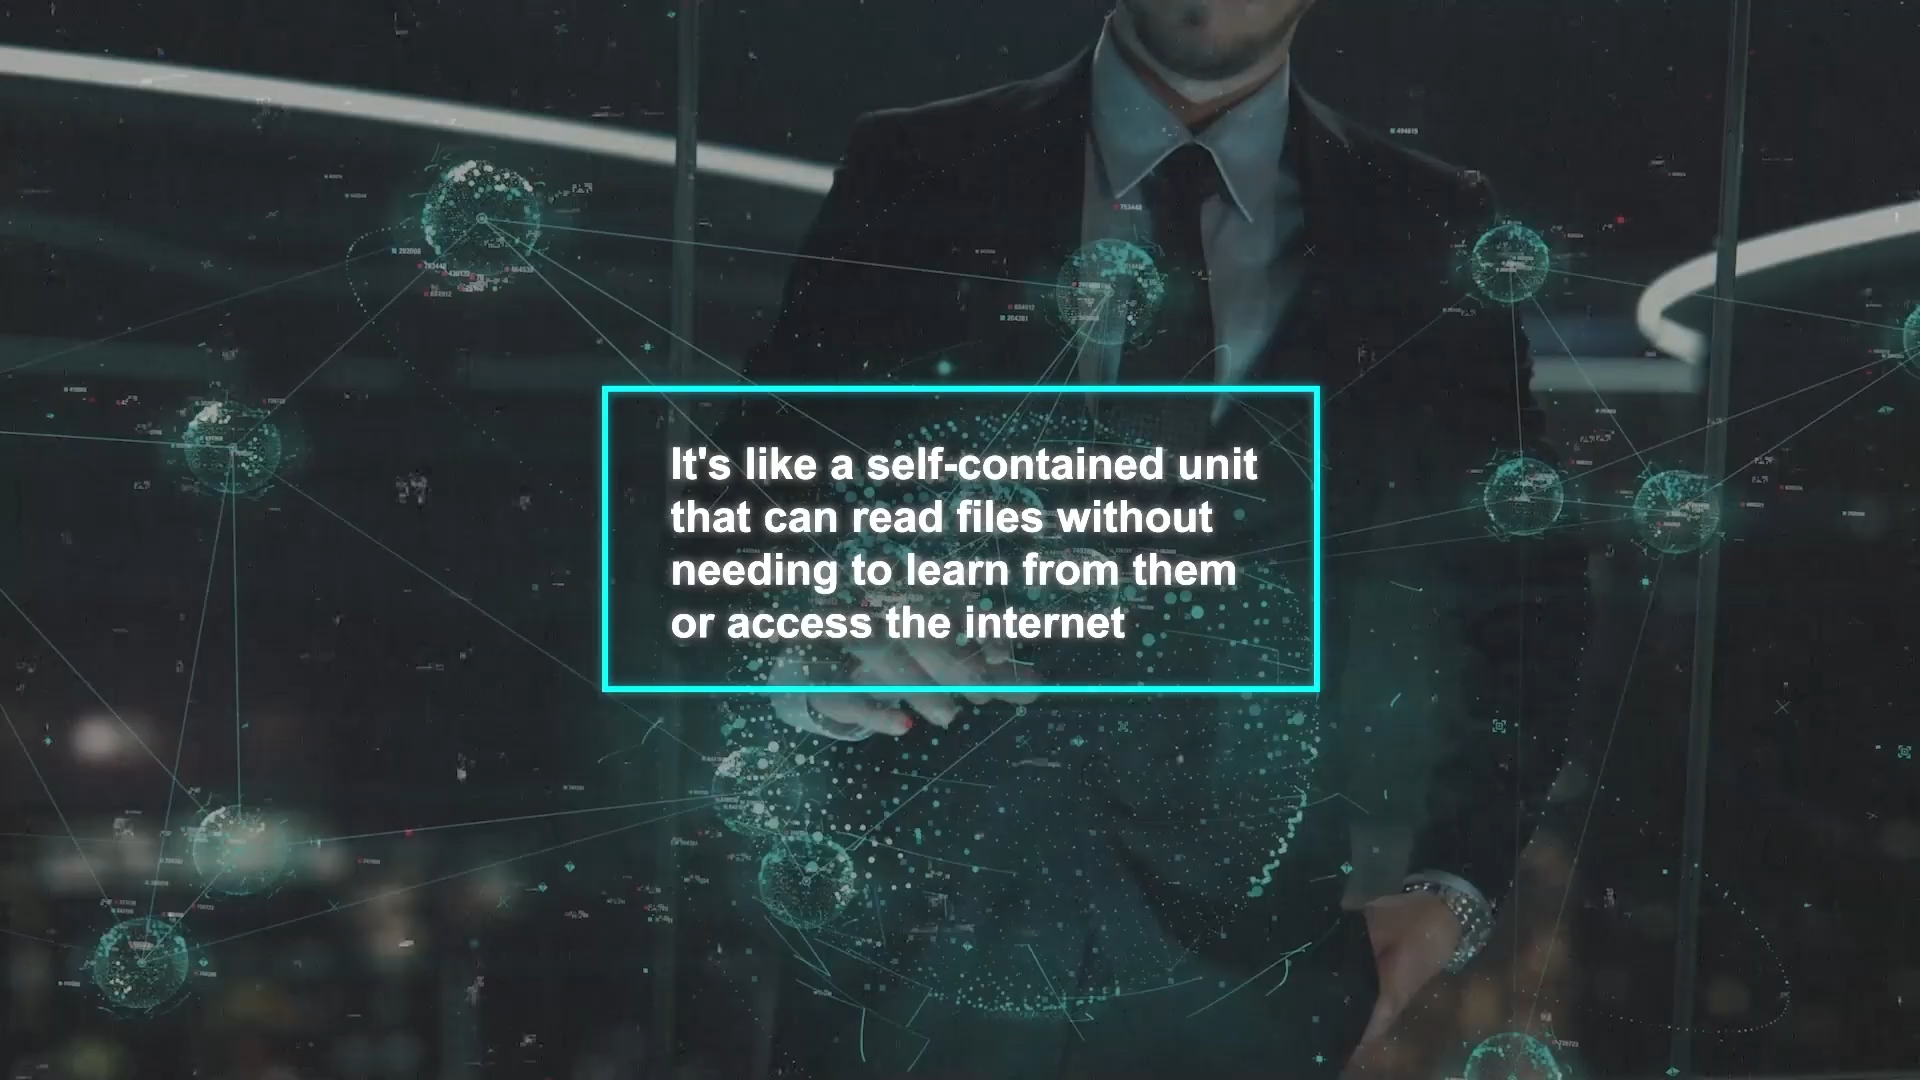 It's like a self-contained unit
that can read files without
needing to learn from them
or access the internet